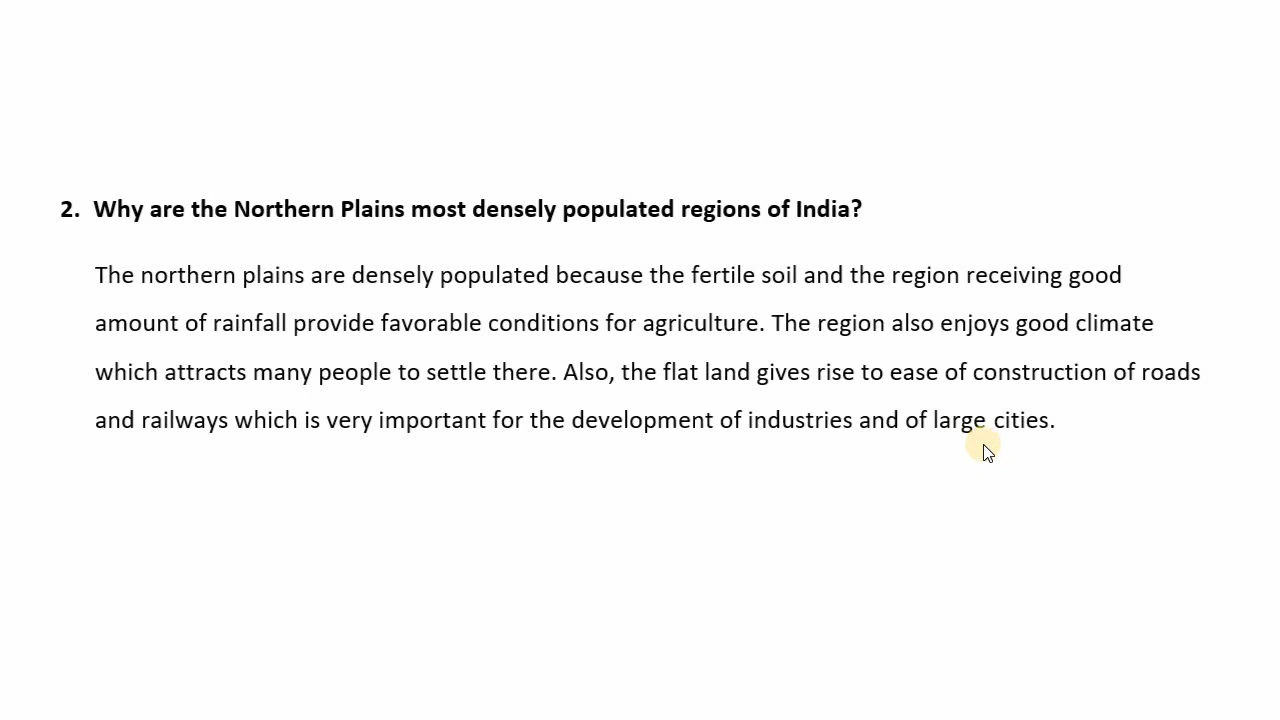 2. Why are the Northern Plains most densely populated regions of India?
The northern plains are densely populated because the fertile soil and the region receiving good
amount of rainfall provide favorable conditions for agriculture. The region also enjoys good climate
which attracts many people to settle there. Also, the flat land gives rise to ease of construction of roads
and railways which is very important for the development of industries and of large cities.